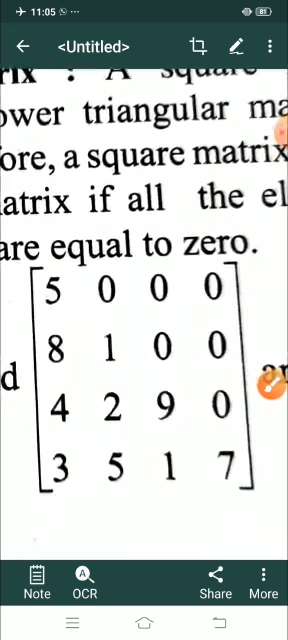 11:05
81
<Untitled>
ower triangular ma
ore, a square matrix
atrix if all the el
are equal to zero.
5 0 0 0
8 1 0 0
d
4 2 9 0
3 5 1 7
Note OCR Share More